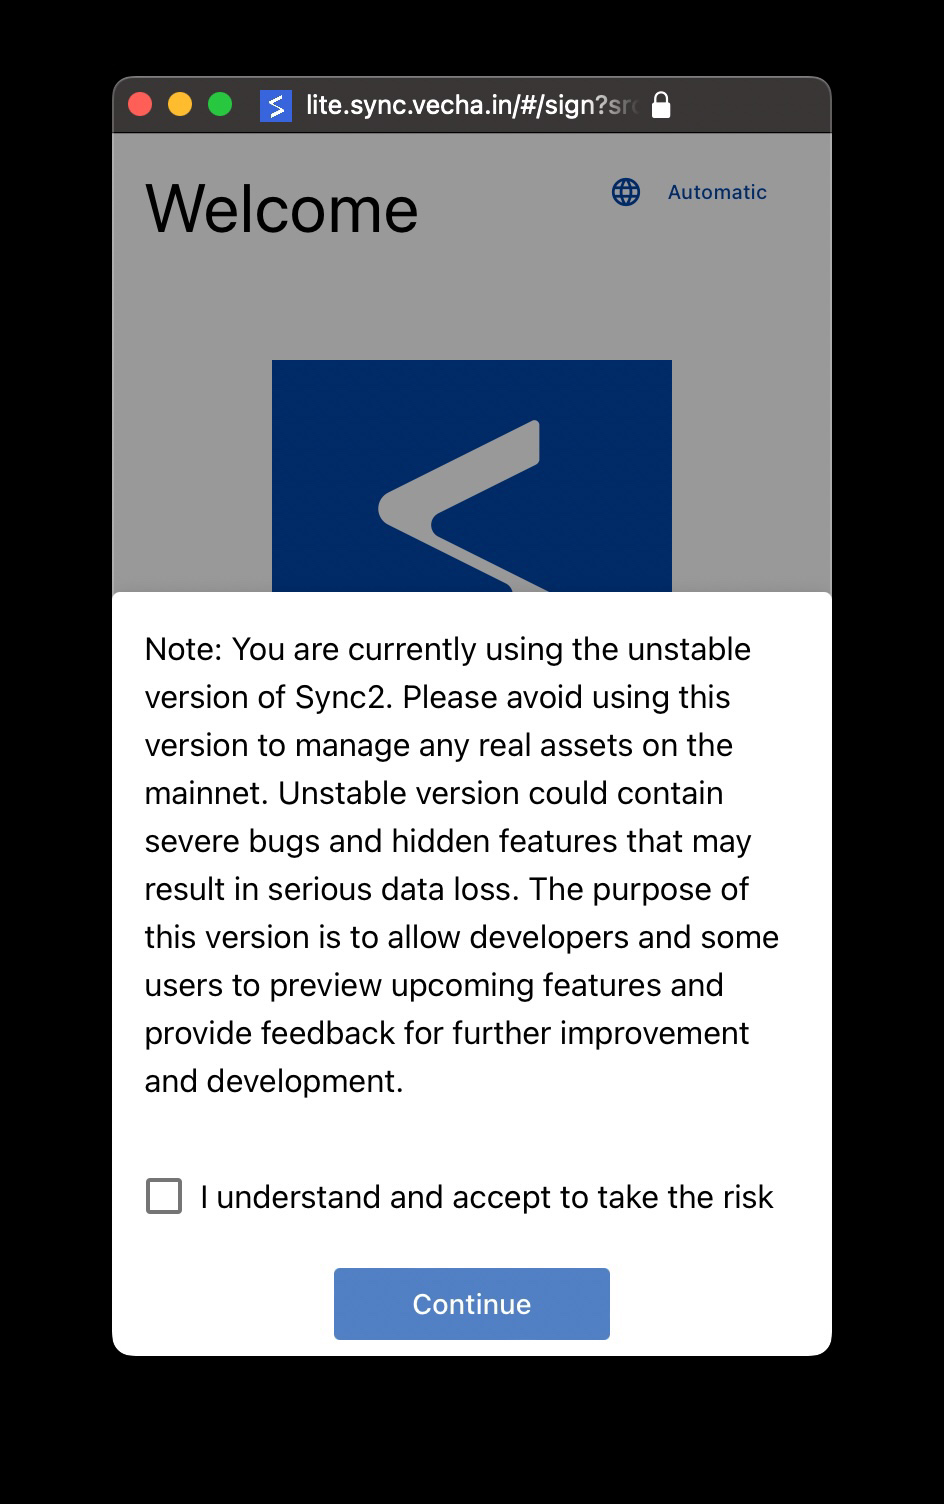 lite.sync.vecha.in/#/sign?src
Welcome
Automatic
Note: You are currently using the unstable
version of Sync2. Please avoid using this
version to manage any real assets on the
mainnet. Unstable version could contain
severe bugs and hidden features that may
result in serious data loss. The purpose of
this version is to allow developers and some
users to preview upcoming features and
provide feedback for further improvement
and development.
I understand and accept to take the risk
Continue